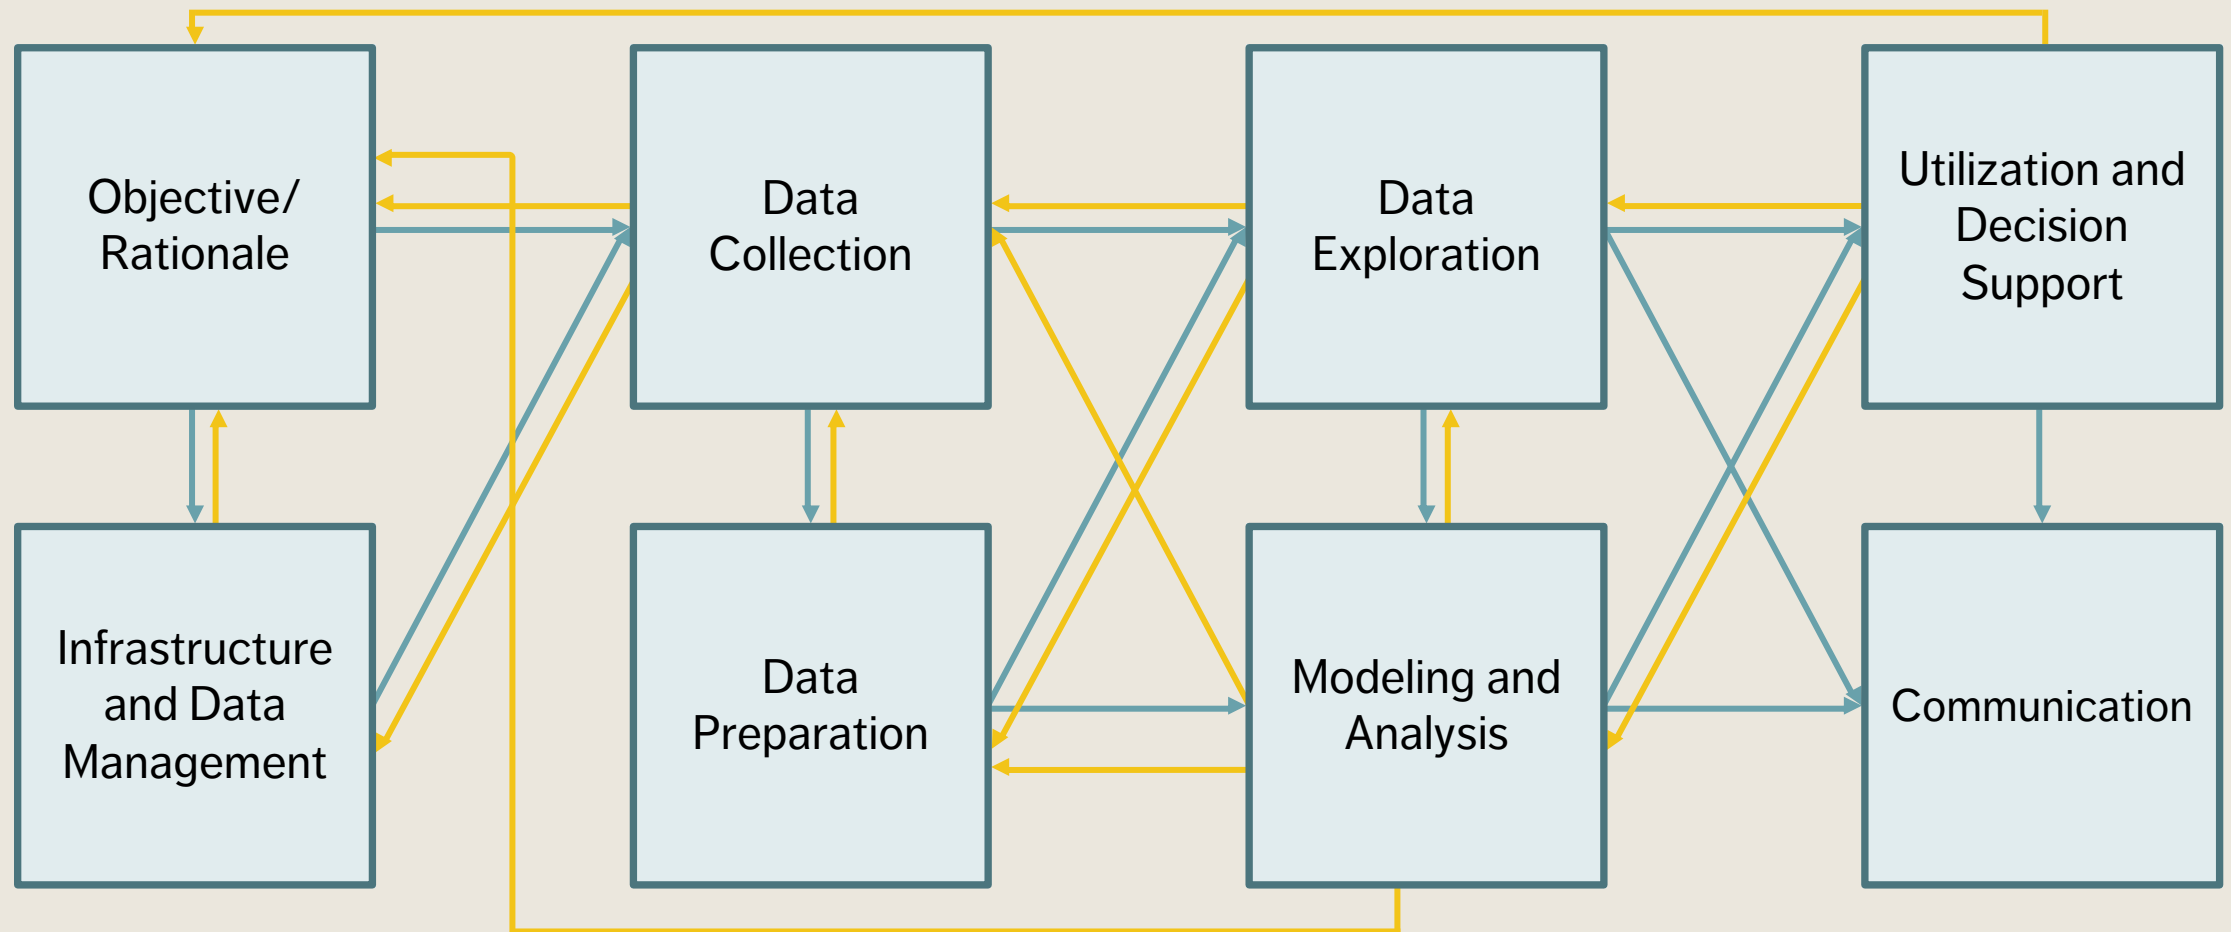 Objective/
Rationale
Data
Collection
Data
Exploration
Utilization and
Decision
Support
Infrastructure
and Data
Management
Data
Preparation
Modeling and
Analysis
Communication